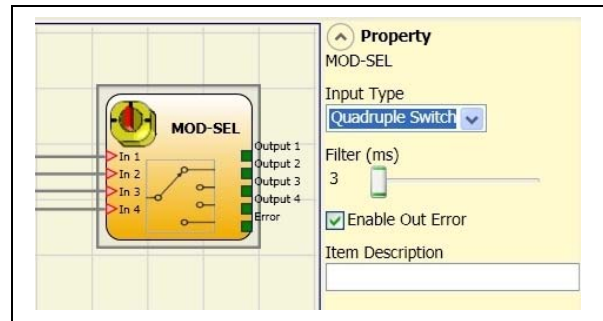 MOD-SEL
In 1
In 2
In 3
In 4
Output 1
Output 2
Output 3
Output 4
Error
Property
MOD-SEL
Input Type
Quadruple Switch
Filter (ms)
3
Enable Out Error
Item Description